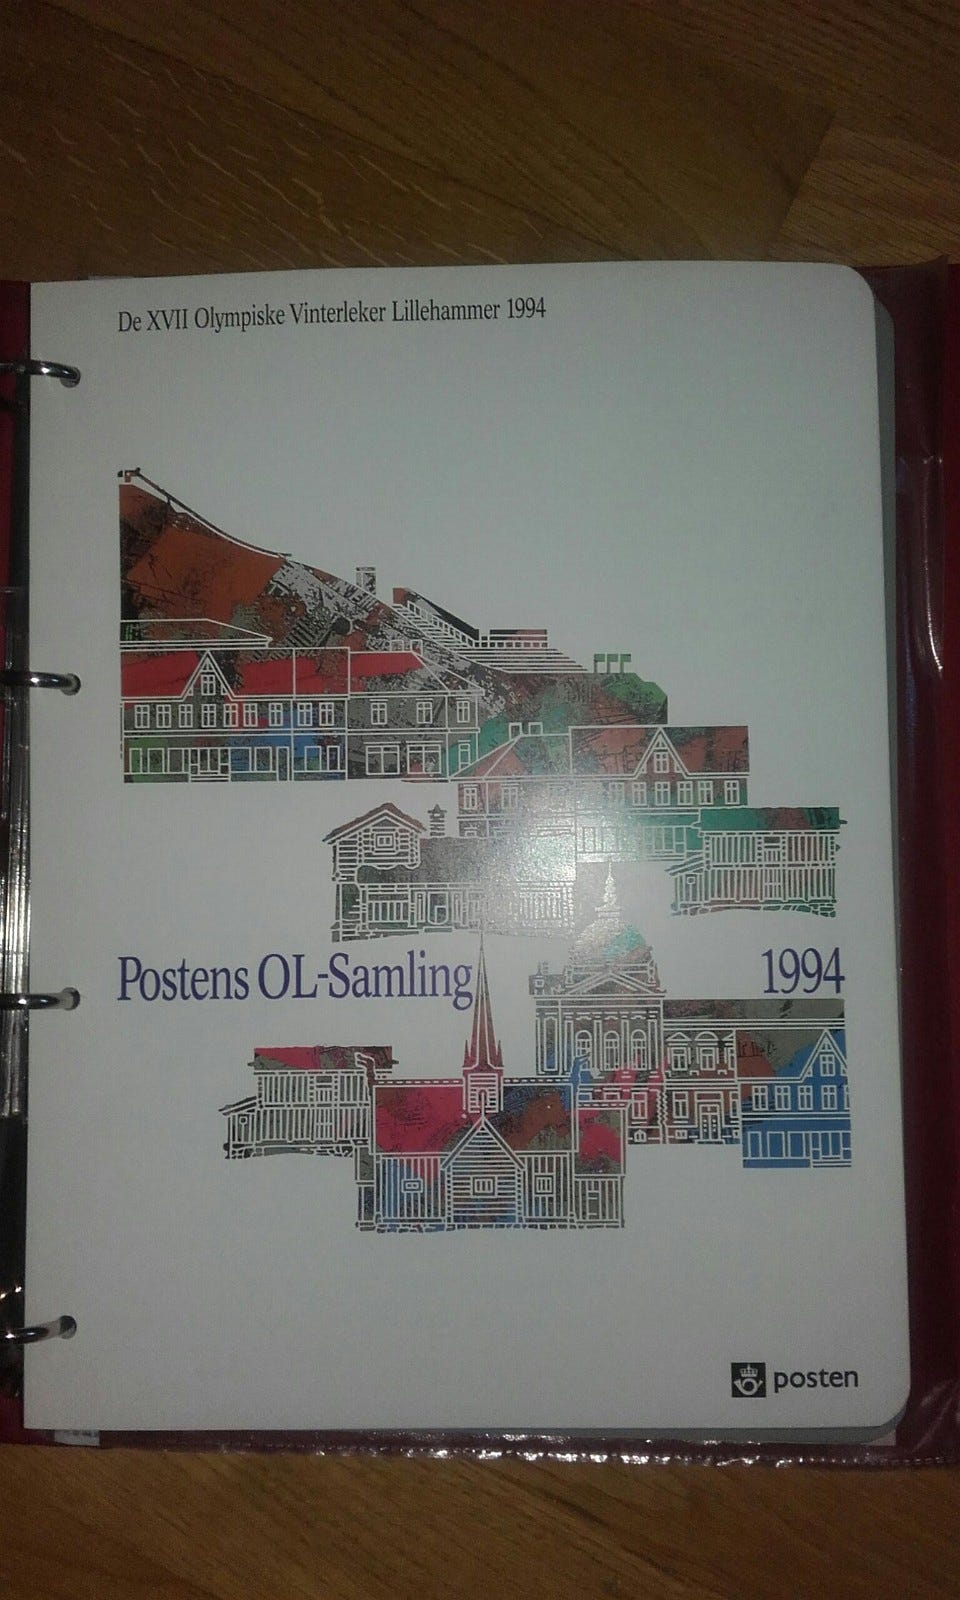 De XVII Olympiske Vinterleker Lillehammer 1994
Postens OL-Samling 1994
posten